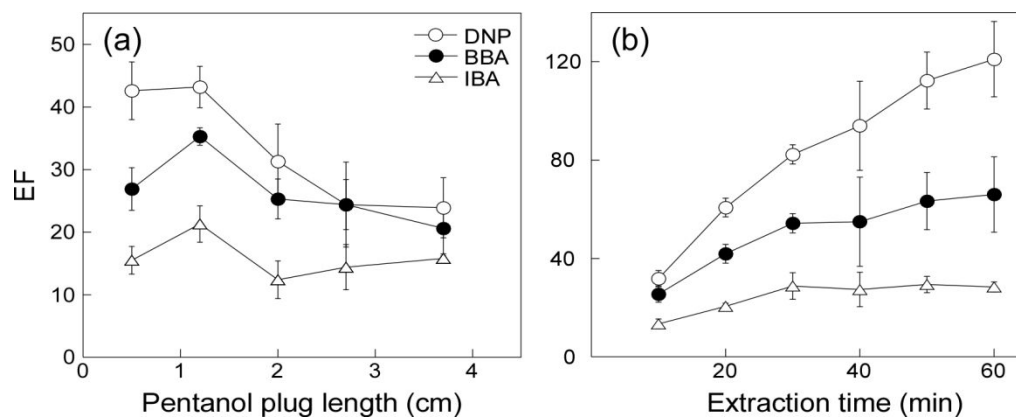 (a)
DNP
BBA
IBA
EF
50
40
30
20
10
0
0 1 2 3 4
Pentanol plug length (cm)
(b)
120
80
40
0
20 40 60
Extraction time (min)